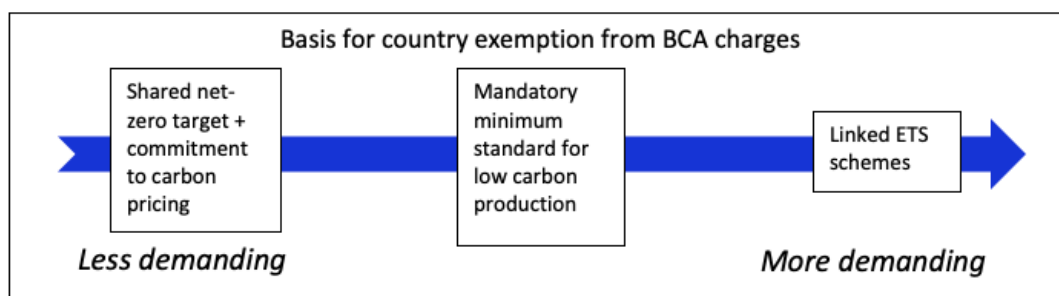 Basis for country exemption from BCA charges
Shared net-
zero target +
commitment
to carbon
pricing
Mandatory
minimum
standard for
low carbon
production
Linked ETS
schemes
Less demanding
More demanding